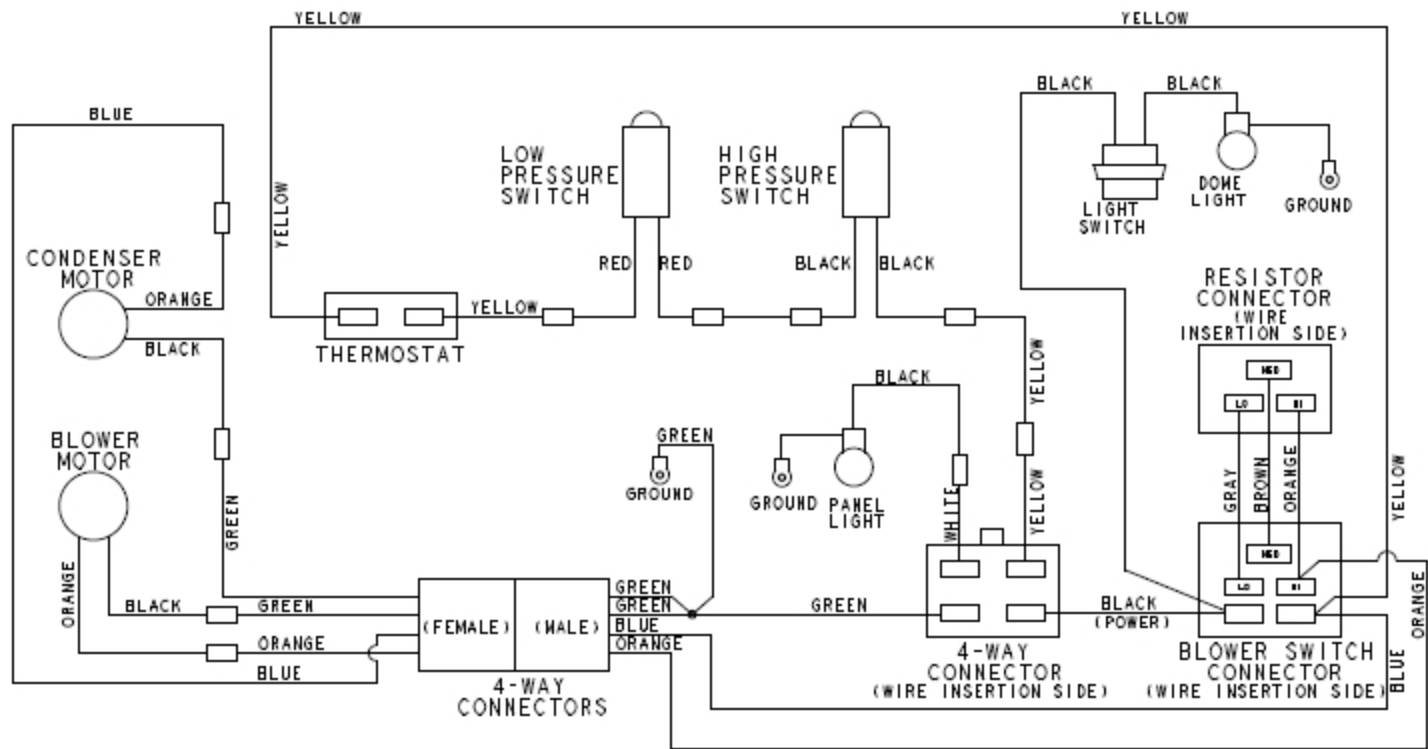 YELLOW
YELLOW
BLUE
BLACK
BLACK
LOW
PRESSURE
SWITCH
HIGH
PRESSURE
SWITCH
LIGHT
SWITCH
DOME
LIGHT
GROUND
YELLOW
CONDENSER
MOTOR
ORANGE
BLACK
RED
RED
BLACK
BLACK
YELLOW
THERMOSTAT
RESISTOR
CONNECTOR
(WIRE
INSERTION SIDE)
MED
LO
HI
YELLOW
BLACK
GREEN
GROUND
GROUND
PANEL
LIGHT
WHITE
YELLOW
GRAY
BROWN
ORANGE
YELLOW
BLOWER
MOTOR
GREEN
ORANGE
BLACK
GREEN
ORANGE
BLUE
(FEMALE)
(MALE)
4-WAY
CONNECTORS
GREEN
GREEN
BLUE
ORANGE
GREEN
BLACK
(POWER)
4-WAY
CONNECTOR
(WIRE INSERTION SIDE)
MED
LO
HI
BLOWER SWITCH
CONNECTOR
(WIRE INSERTION SIDE)
BLUE
ORANGE